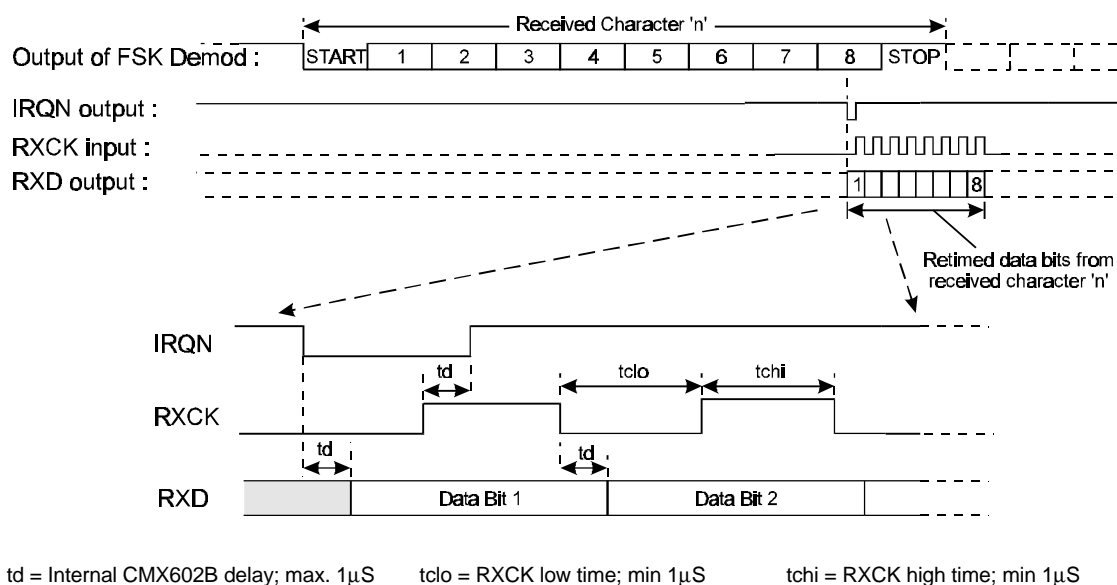 Received Character 'n'
Output of FSK Demod : START 1 2 3 4 5 6 7 8 STOP
IRQN output :
RXCK input :
RXD output : 1 8
Retimed data bits from
received character 'n'
IRQN
td tclo tchi
RXCK
td td
RXD Data Bit 1 Data Bit 2
td = Internal CMX602B delay; max. 1μS tclo = RXCK low time; min 1μS tchi = RXCK high time; min 1μS